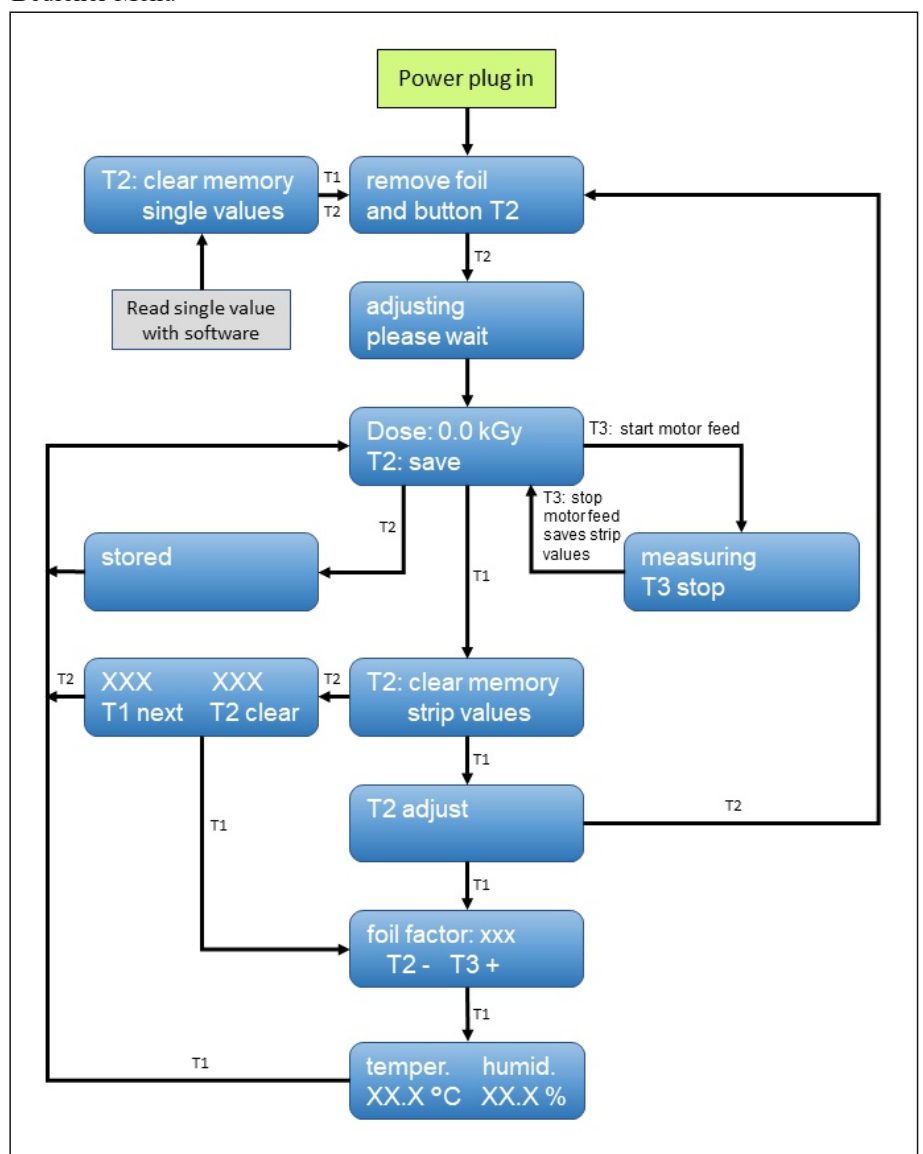 Power plug in
T2: clear memory
single values
T1
T2
remove foil
and button T2
T2
Read single value
with software
adjusting
please wait
Dose: 0.0 kGy
T2: save
T3: start motor feed
T3: stop
motor feed
saves strip
values
T2
stored
T1
measuring
T3 stop
T2
XXX XXX
T1 next T2 clear
T2
T2: clear memory
strip values
T1
T2 adjust
T2
T1
T1
foil factor: xxx
T2 - T3 +
T1
T1
temper. humid.
XX.X °C XX.X %